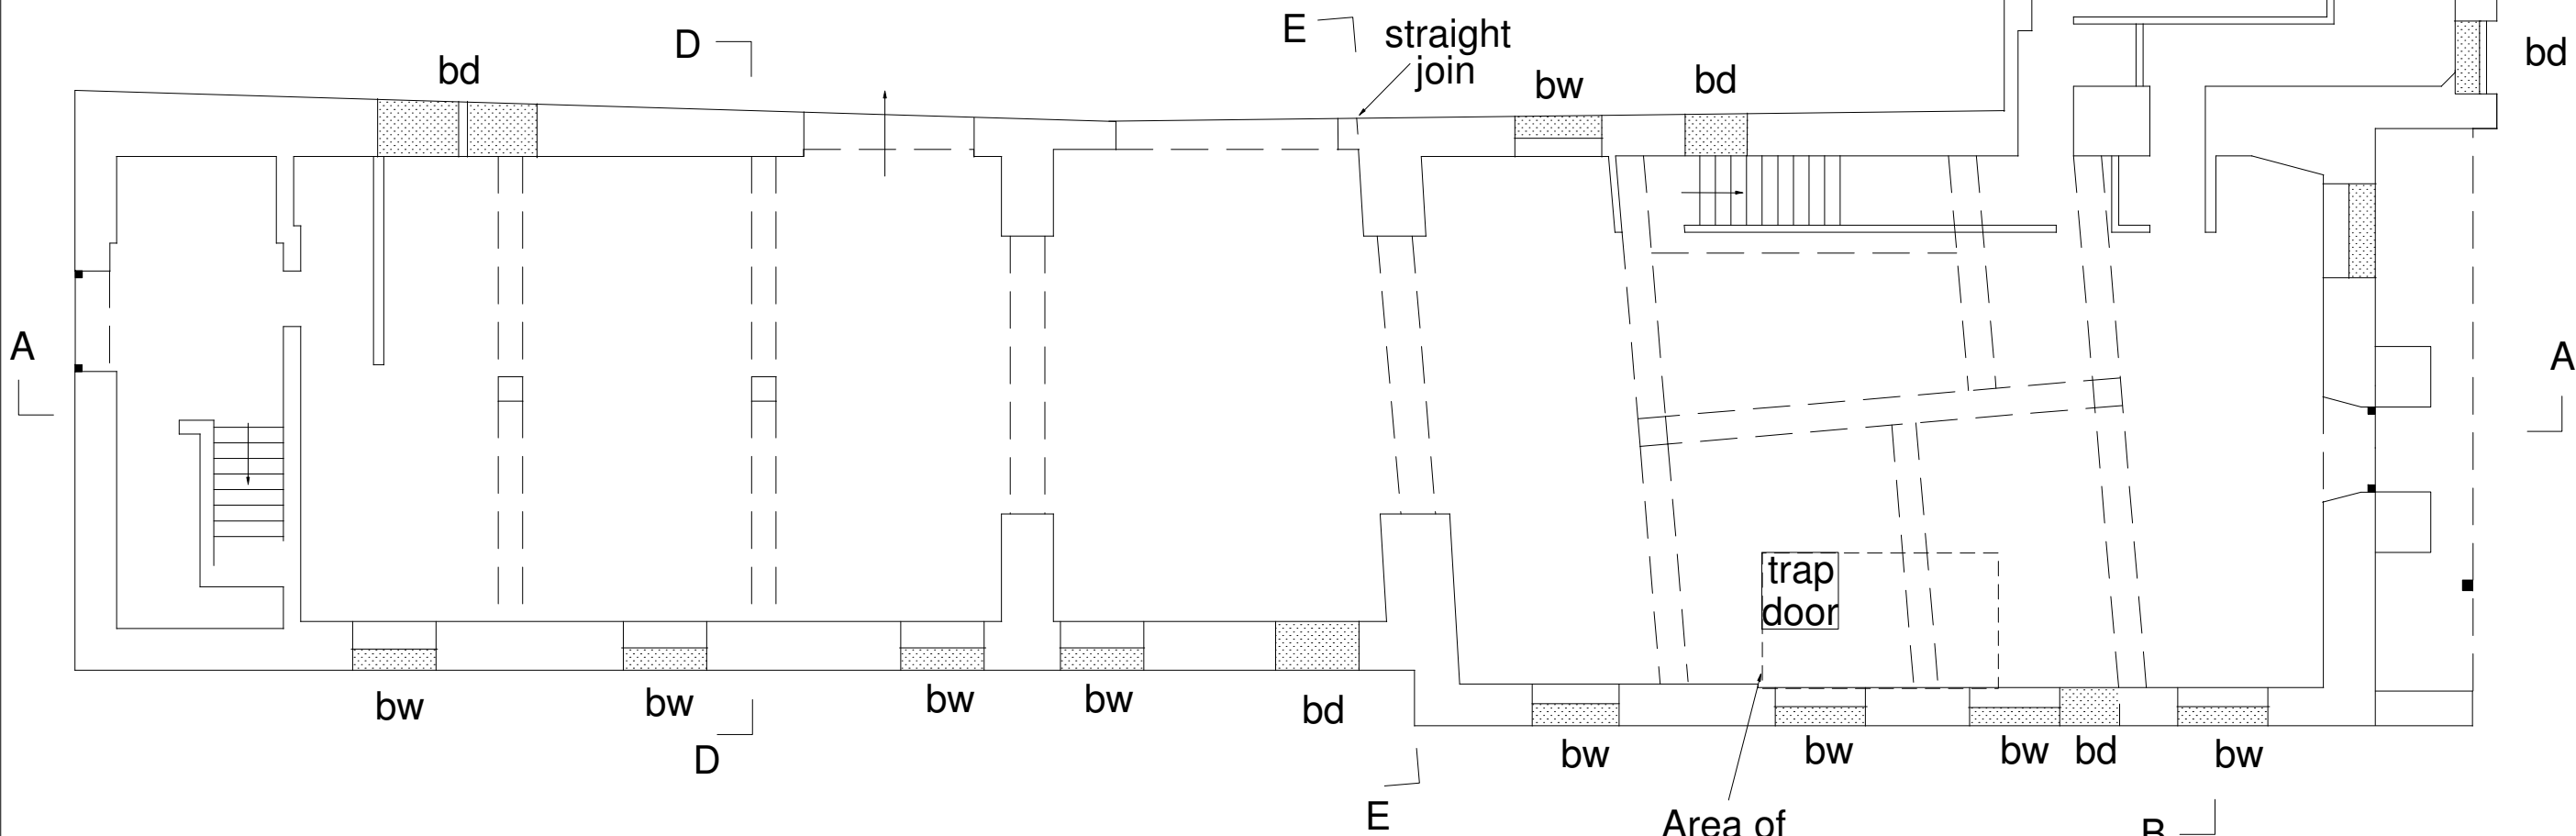 E
straight
join
D
bd
bd
bw
bd
A
A
trap
door
bw
bw
bw
bw
bd
bw
bw
bw
bd
bw
D
E
Area of
B